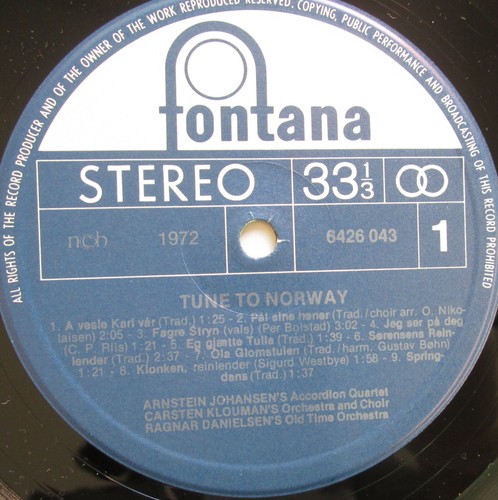 ALL RIGHTS OF THE RECORD PRODUCER AND OF THE OWNER OF THE WORK REPRODUCED RESERVED. COPYING, PUBLIC PERFORMANCE AND BROADCASTING OF THIS RECORD PROHIBITED
fontana
STEREO 33 1/3
ncb 1972 6426 043 1
TUNE TO NORWAY
1. A vesle Kari vår (Trad.) 1:25 - 2. Pål sine høner (Trad./choir arr. O. Niko-
laisen) 2:05 - 3. Fagre Stryn (vals) (Per Bolstad) 3:02 - 4. Jeg ser på deg
(C. P. Riis) 1:21 - 5. Eg gjætte Tulla (Trad.) 1:39 - 6. Sørensens Rein-
lender (Trad.) 2:37 - 7. Ola Glomstulen (Trad./harm. Gustav Bøhn)
1:21 - 8. Klonken, reinlender (Sigurd Westbye) 1:58 - 9. Spring-
dans (Trad.) 1:37
ARNSTEIN JOHANSEN'S Accordion Quartet
CARSTEN KLOUMAN'S Orchestra and Choir
RAGNAR DANIELSEN'S Old Time Orchestra